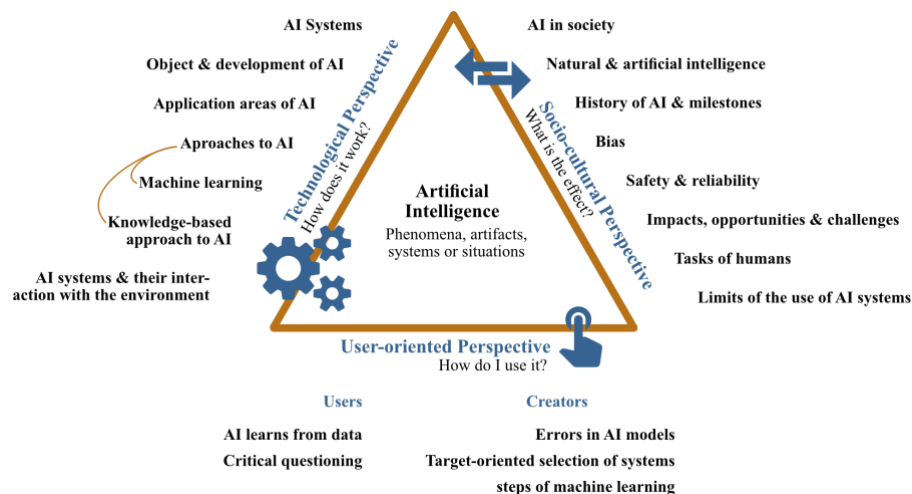 AI Systems
Object & development of AI
Application areas of AI
Aproaches to AI
Machine learning
Knowledge-based
approach to AI
AI systems & their inter-
action with the environment
Technological Perspective
How does it work?
Artificial
Intelligence
Phenomena, artifacts,
systems or situations
Socio-cultural Perspective
What is the effect?
AI in society
Natural & artificial intelligence
History of AI & milestones
Bias
Safety & reliability
Impacts, opportunities & challenges
Tasks of humans
Limits of the use of AI systems
User-oriented Perspective
How do I use it?
Users
AI learns from data
Critical questioning
Creators
Errors in AI models
Target-oriented selection of systems
steps of machine learning